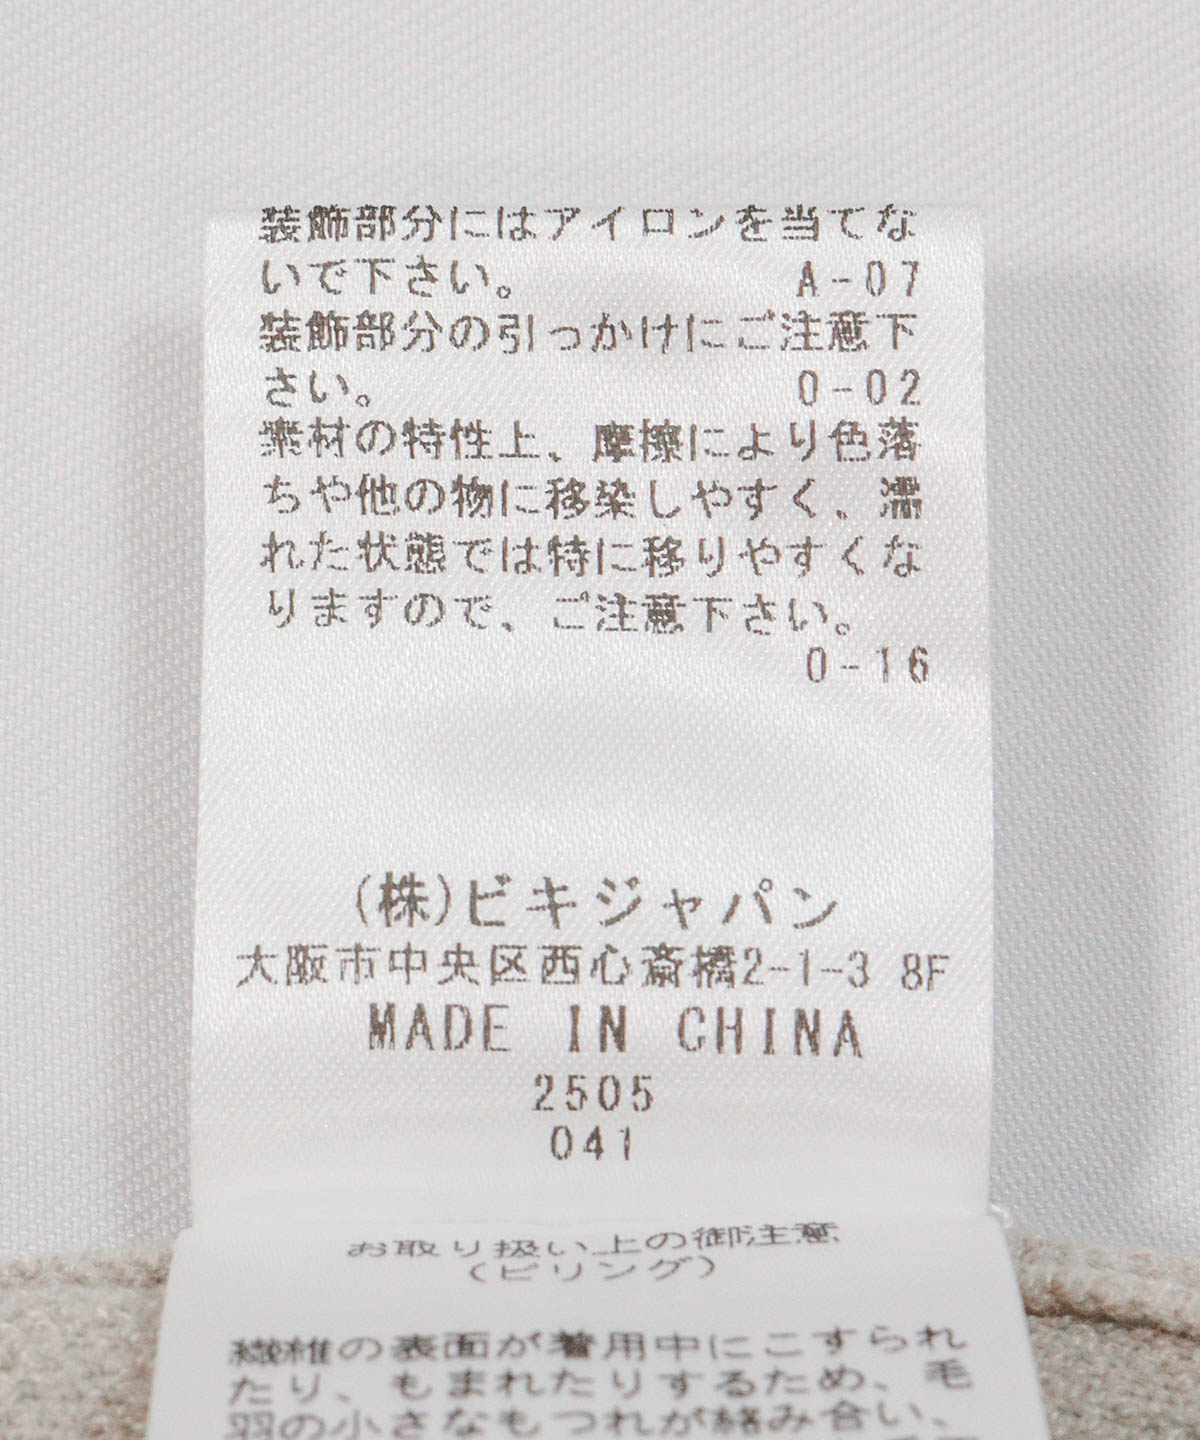 装飾部分にはアイロンを当てな
いで下さい。 A-07
装飾部分の引っかけにご注意下
さい。 O-02
素材の特性上、摩擦により色落
ちや他の物に移染しやすく、濡
れた状態では特に移りやすくな
りますので、ご注意下さい。
O-16
(株)ビキジャパン
大阪市中央区西心斎橋2-1-3 8F
MADE IN CHINA
2505
041
お取り扱い上の御注意
(ピリング)
繊維の表面が着用中にこすられ
たり、もまれたりするため、毛
羽の小さなもつれが絡み合い、